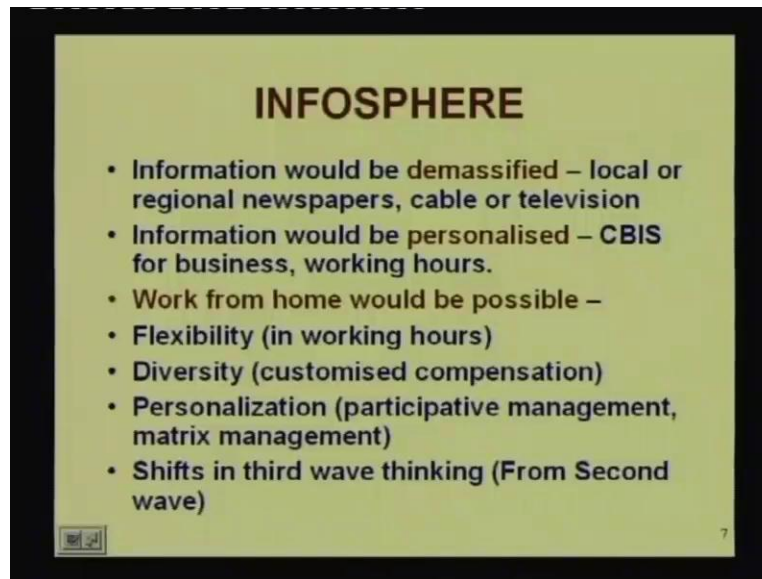 INFOSPHERE
• Information would be demassified – local or
regional newspapers, cable or television
• Information would be personalised – CBIS
for business, working hours.
• Work from home would be possible –
• Flexibility (in working hours)
• Diversity (customised compensation)
• Personalization (participative management,
matrix management)
• Shifts in third wave thinking (From Second
wave)
7